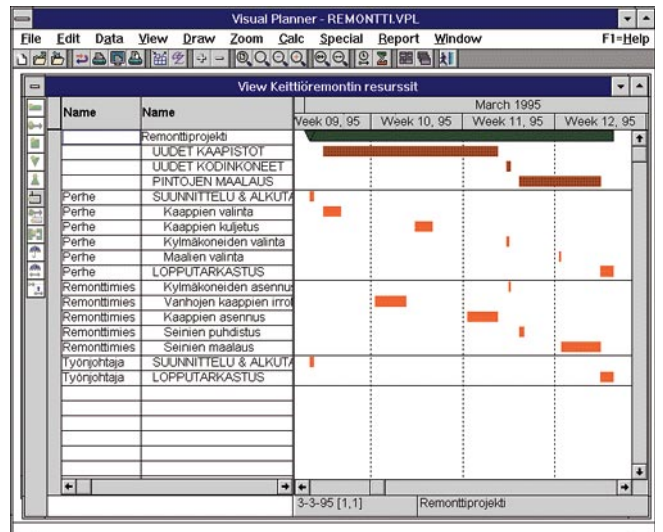 Visual Planner - REMONTTI.VPL
File Edit Data View Draw Zoom Calc Special Report Window F1=Help
View Keittiöremontin resurssit
Name Name March 1995
Week 09, 95 Week 10, 95 Week 11, 95 Week 12, 95
Remonttiprojekti
UUDET KAAPISTOT
UUDET KODINKONEET
PINTOJEN MAALAUS
Perhe SUUNNITTELU & ALKUTA
Perhe Kaappien valinta
Perhe Kaappien kuljetus
Perhe Kylmäkoneiden valinta
Perhe Maalien valinta
Perhe LOPPUTARKASTUS
Remonttimies Kylmäkoneiden asennus
Remonttimies Vanhojen kaappien irrot
Remonttimies Kaappien asennus
Remonttimies Seinien puhdistus
Remonttimies Seinien maalaus
Työnjohtaja SUUNNITTELU & ALKUTA
Työnjohtaja LOPPUTARKASTUS
3-3-95 [1,1] Remonttiprojekti